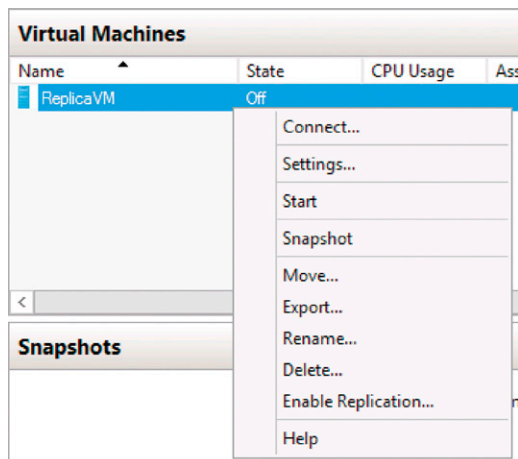 Virtual Machines
Name State CPU Usage Ass
ReplicaVM Off
Connect...
Settings...
Start
Snapshot
Move...
Export...
Rename...
Delete...
Enable Replication...
Help
Snapshots